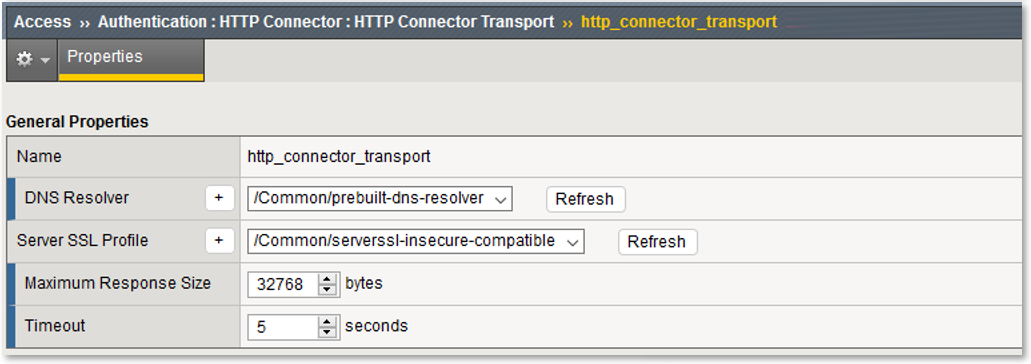 Access ›› Authentication : HTTP Connector : HTTP Connector Transport ›› http_connector_transport
Properties
General Properties
Name http_connector_transport
DNS Resolver + /Common/prebuilt-dns-resolver Refresh
Server SSL Profile + /Common/serverssl-insecure-compatible Refresh
Maximum Response Size 32768 bytes
Timeout 5 seconds